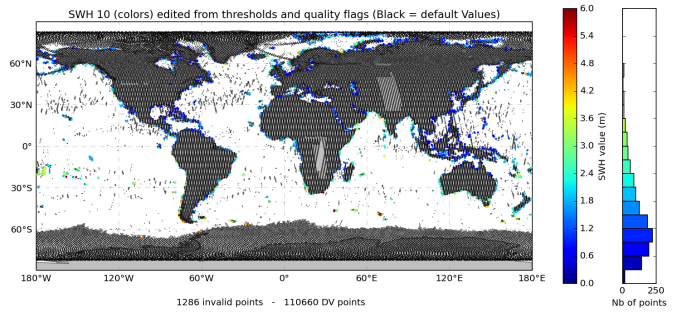 SWH 10 (colors) edited from thresholds and quality flags (Black = default Values)
60°N
30°N
0°
30°S
60°S
180°W
120°W
60°W
0°
60°E
120°E
180°E
1286 invalid points - 110660 DV points
6.0
5.4
4.8
4.2
3.6
3.0
2.4
1.8
1.2
0.6
0.0
SWH value (m)
0
250
Nb of points